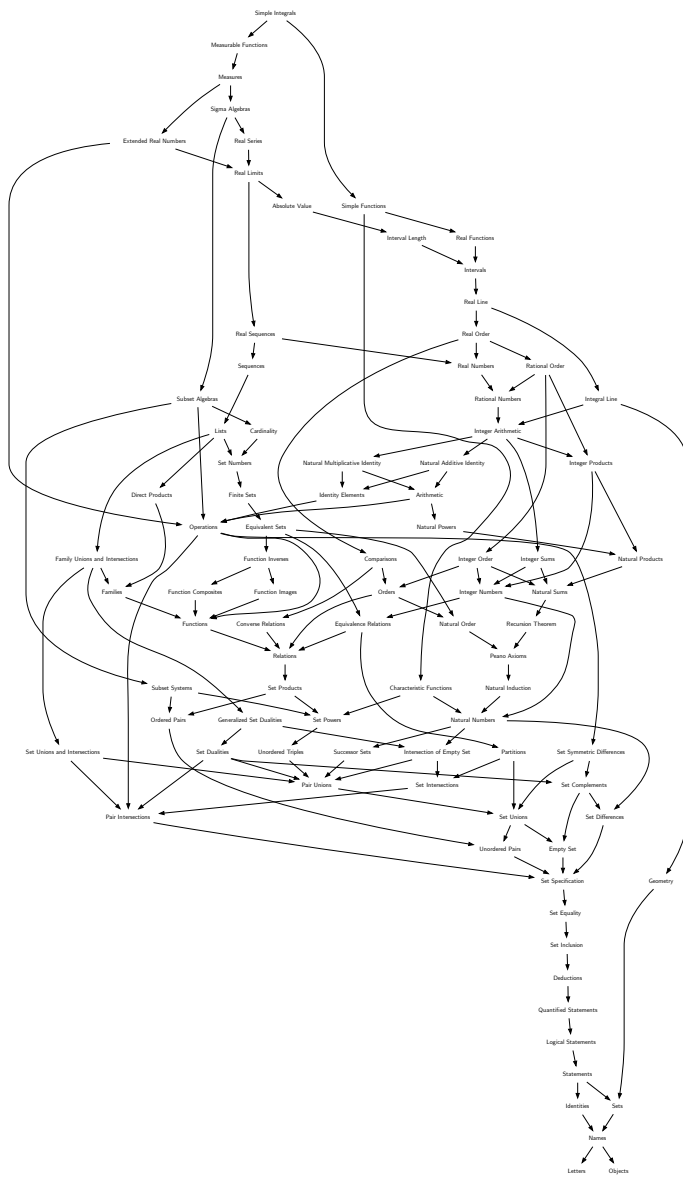 Simple Integrals
Measurable Functions
Measures
Sigma Algebras
Extended Real Numbers
Real Series
Real Limits
Absolute Value
Simple Functions
Interval Length
Real Functions
Intervals
Real Line
Real Sequences
Real Order
Sequences
Real Numbers
Rational Order
Subset Algebras
Rational Numbers
Integral Line
Lists
Cardinality
Integer Arithmetic
Set Numbers
Natural Multiplicative Identity
Natural Additive Identity
Integer Products
Direct Products
Finite Sets
Identity Elements
Arithmetic
Operations
Equivalent Sets
Natural Powers
Family Unions and Intersections
Function Inverses
Comparisons
Integer Order
Integer Sums
Natural Products
Families
Function Composites
Function Images
Orders
Integer Numbers
Natural Sums
Functions
Converse Relations
Equivalence Relations
Natural Order
Recursion Theorem
Relations
Peano Axioms
Subset Systems
Set Products
Characteristic Functions
Natural Induction
Ordered Pairs
Generalized Set Dualities
Set Powers
Natural Numbers
Set Unions and Intersections
Set Dualities
Unordered Triples
Successor Sets
Intersection of Empty Set
Partitions
Set Symmetric Differences
Pair Unions
Set Intersections
Set Complements
Pair Intersections
Set Unions
Set Differences
Unordered Pairs
Empty Set
Set Specification
Geometry
Set Equality
Set Inclusion
Deductions
Quantified Statements
Logical Statements
Statements
Identities
Sets
Names
Letters
Objects